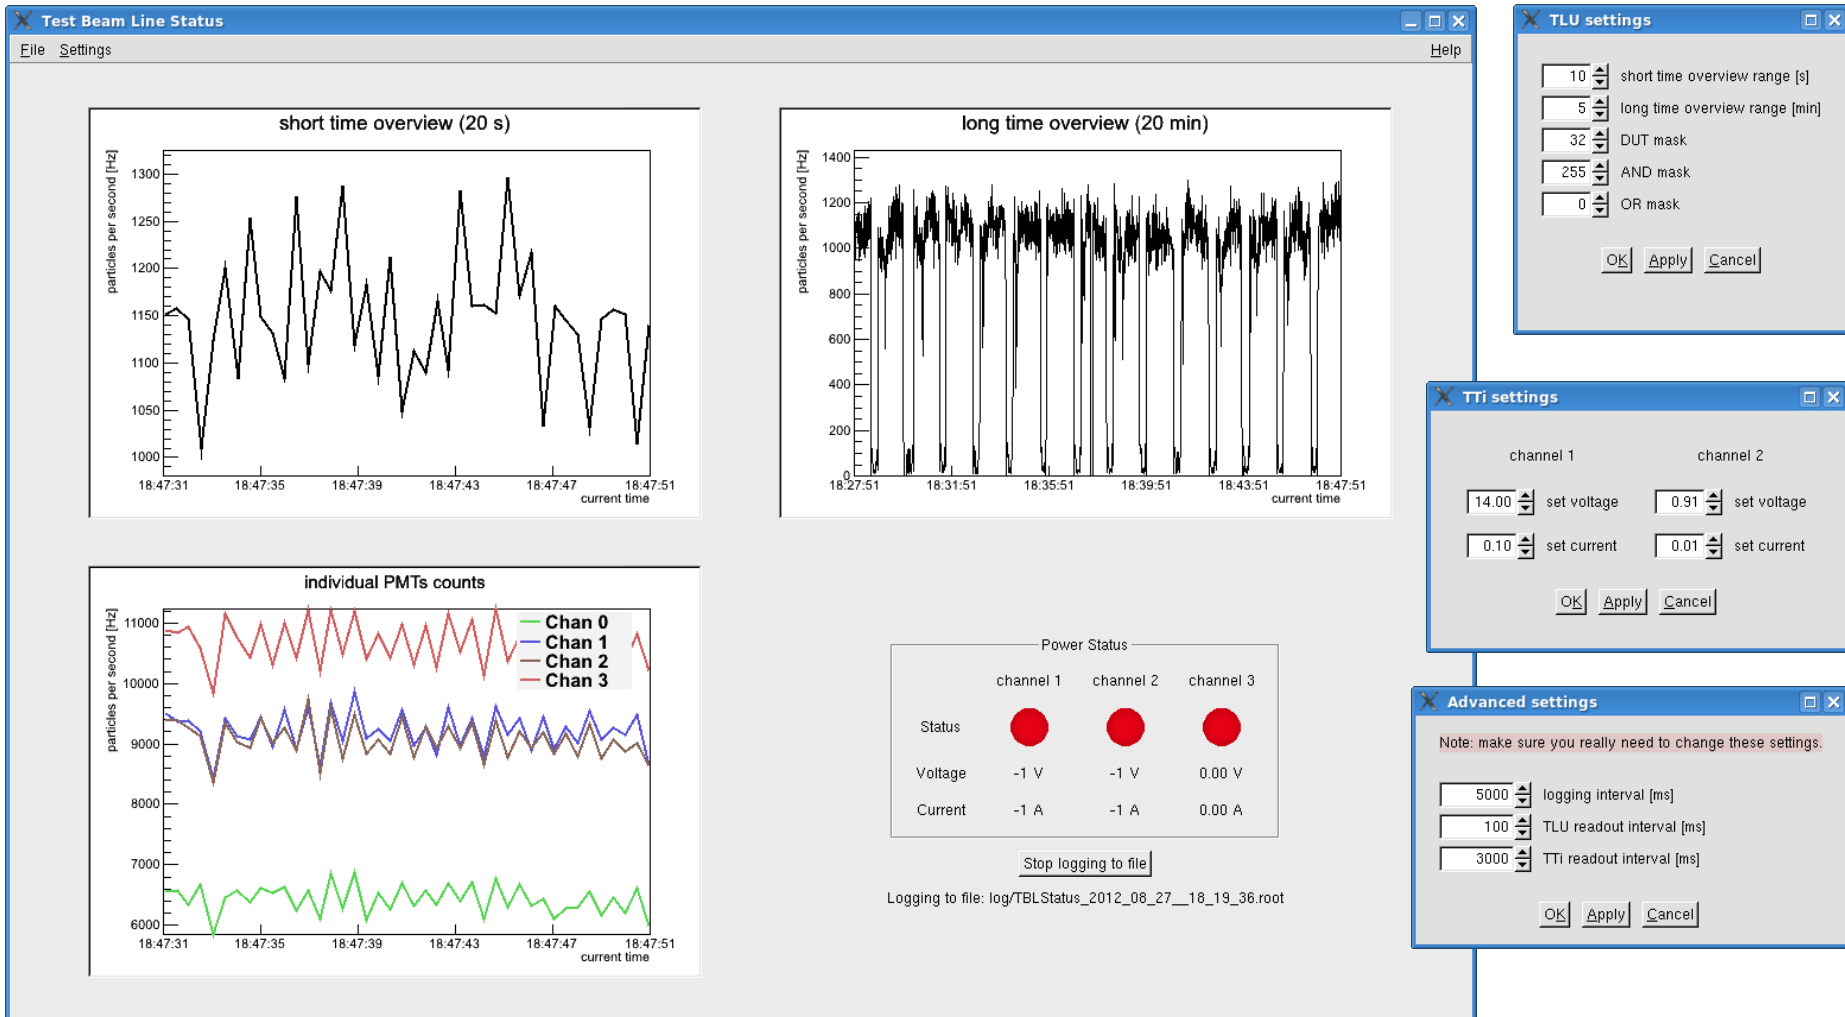 Test Beam Line Status
File Settings Help
short time overview (20 s)
particles per second [Hz]
1300
1250
1200
1150
1100
1050
1000
18:47:31 18:47:35 18:47:39 18:47:43 18:47:47 18:47:51
current time
long time overview (20 min)
particles per second [Hz]
1400
1200
1000
800
600
400
200
0
18:27:51 18:31:51 18:35:51 18:39:51 18:43:51 18:47:51
current time
individual PMTs counts
particles per second [Hz]
11000
10000
9000
8000
7000
6000
Chan 0
Chan 1
Chan 2
Chan 3
18:47:31 18:47:35 18:47:39 18:47:43 18:47:47 18:47:51
current time
Power Status
channel 1 channel 2 channel 3
Status
Voltage -1 V -1 V 0.00 V
Current -1 A -1 A 0.00 A
Stop logging to file
Logging to file: log/TBLStatus_2012_08_27__18_19_36.root
TLU settings
10 short time overview range [s]
5 long time overview range [min]
32 DUT mask
255 AND mask
0 OR mask
OK Apply Cancel
TTi settings
channel 1 channel 2
14.00 set voltage 0.91 set voltage
0.10 set current 0.01 set current
OK Apply Cancel
Advanced settings
Note: make sure you really need to change these settings.
5000 logging interval [ms]
100 TLU readout interval [ms]
3000 TTi readout interval [ms]
OK Apply Cancel